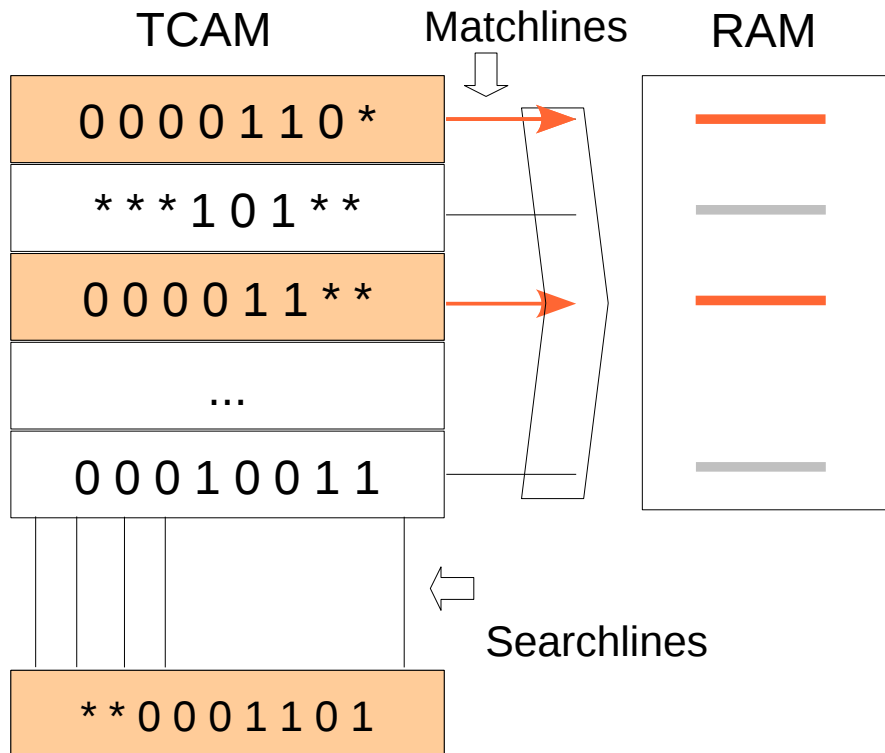 TCAM
Matchlines
RAM
0 0 0 0 1 1 0 *
* * * 1 0 1 * *
0 0 0 0 1 1 * *
...
0 0 0 1 0 0 1 1
Searchlines
* * 0 0 0 1 1 0 1